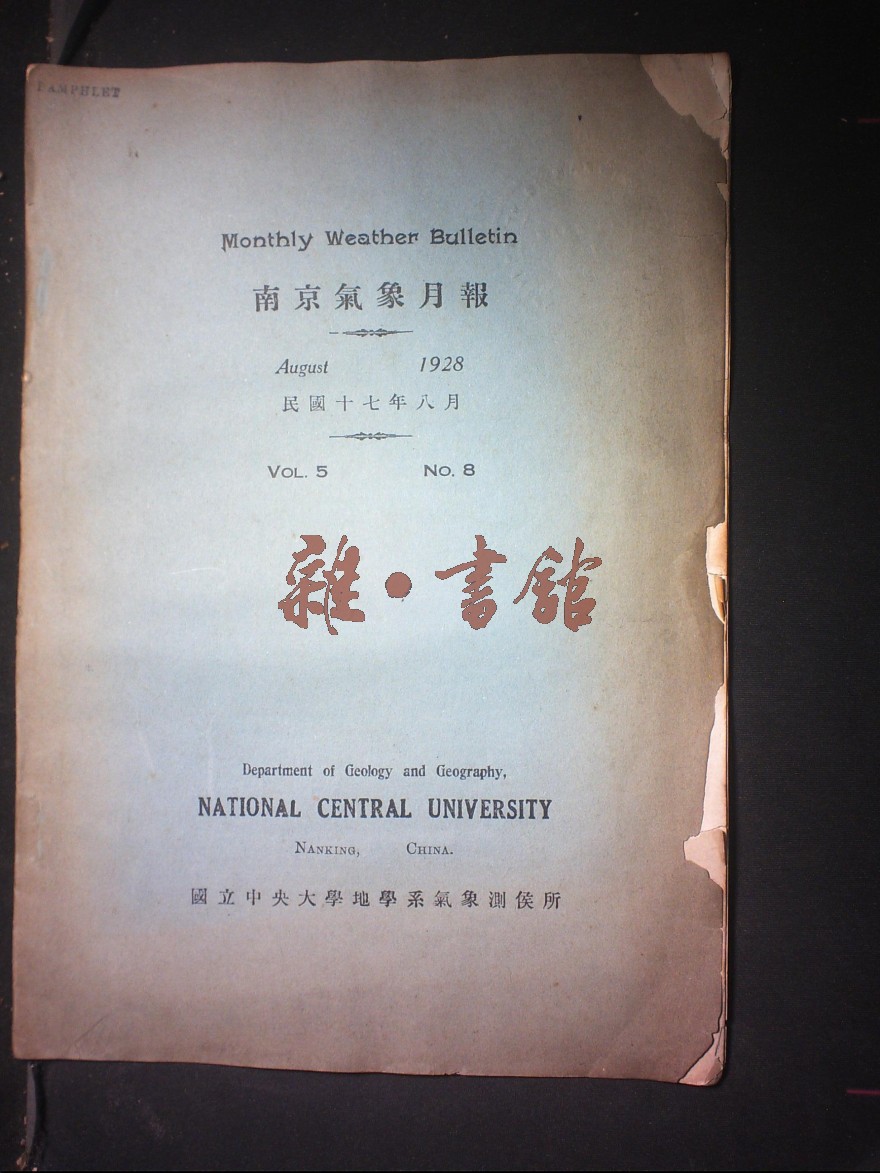 PAMPHLET
Monthly Weather Bulletin
南京氣象月報
August 1928
民國十七年八月
VOL. 5 NO. 8
雜·書館
Department of Geology and Geography,
NATIONAL CENTRAL UNIVERSITY
NANKING, CHINA.
國立中央大學地學系氣象測侯所